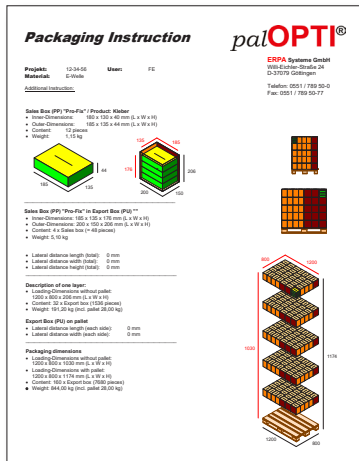 Packaging Instruction
palOPTI®
ERPA Systeme GmbH
Willi-Eichler-Straße 24
D-37079 Göttingen
Telefon: 0551 / 789 50-0
Fax: 0551 / 789 50-77
Projekt: 12-34-56 User: FE
Material: E-Welle
Additional Instruction:
Sales Box (PP) "Pro-Fix" / Product: Kleber
• Inner-Dimensions: 180 x 130 x 40 mm (L x W x H)
• Outer-Dimensions: 185 x 135 x 44 mm (L x W x H)
• Content: 12 pieces
• Weight: 1,15 kg
185
135
44
135
185
176
206
200
150
Sales Box (PP) "Pro-Fix" in Export Box (PU) ""
• Inner-Dimensions: 185 x 135 x 176 mm (L x W x H)
• Outer-Dimensions: 200 x 150 x 206 mm (L x W x H)
• Content: 4 x Sales box (= 48 pieces)
• Weight: 5,10 kg
• Lateral distance length (total): 0 mm
• Lateral distance width (total): 0 mm
• Lateral distance height (total): 0 mm
Description of one layer:
• Loading-Dimensions without pallet:
1200 x 800 x 206 mm (L x W x H)
• Content: 32 x Export box (1536 pieces)
• Weight: 191,20 kg (incl. pallet 28,00 kg)
Export Box (PU) on pallet
• Lateral distance length (each side): 0 mm
• Lateral distance width (each side): 0 mm
Packaging dimensions
• Loading-Dimensions without pallet:
1200 x 800 x 1030 mm (L x W x H)
• Loading-Dimensions with pallet:
1200 x 800 x 1174 mm (L x W x H)
• Content: 160 x Export box (7680 pieces)
• Weight: 844,00 kg (incl. pallet 28,00 kg)
800
1200
1030
1174
1200
800